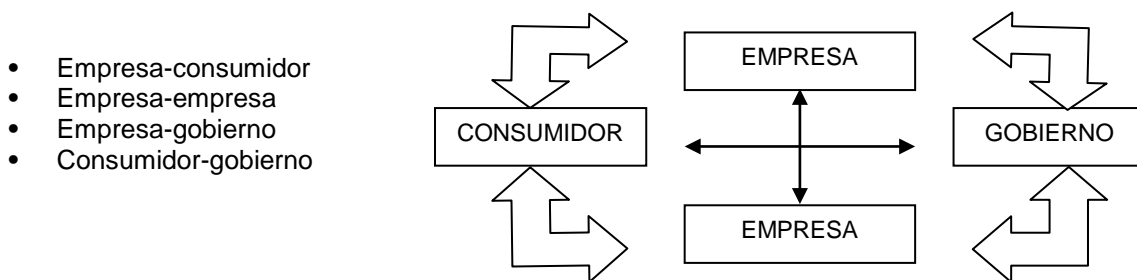 • Empresa-consumidor
• Empresa-empresa
• Empresa-gobierno
• Consumidor-gobierno
EMPRESA
CONSUMIDOR
GOBIERNO
EMPRESA